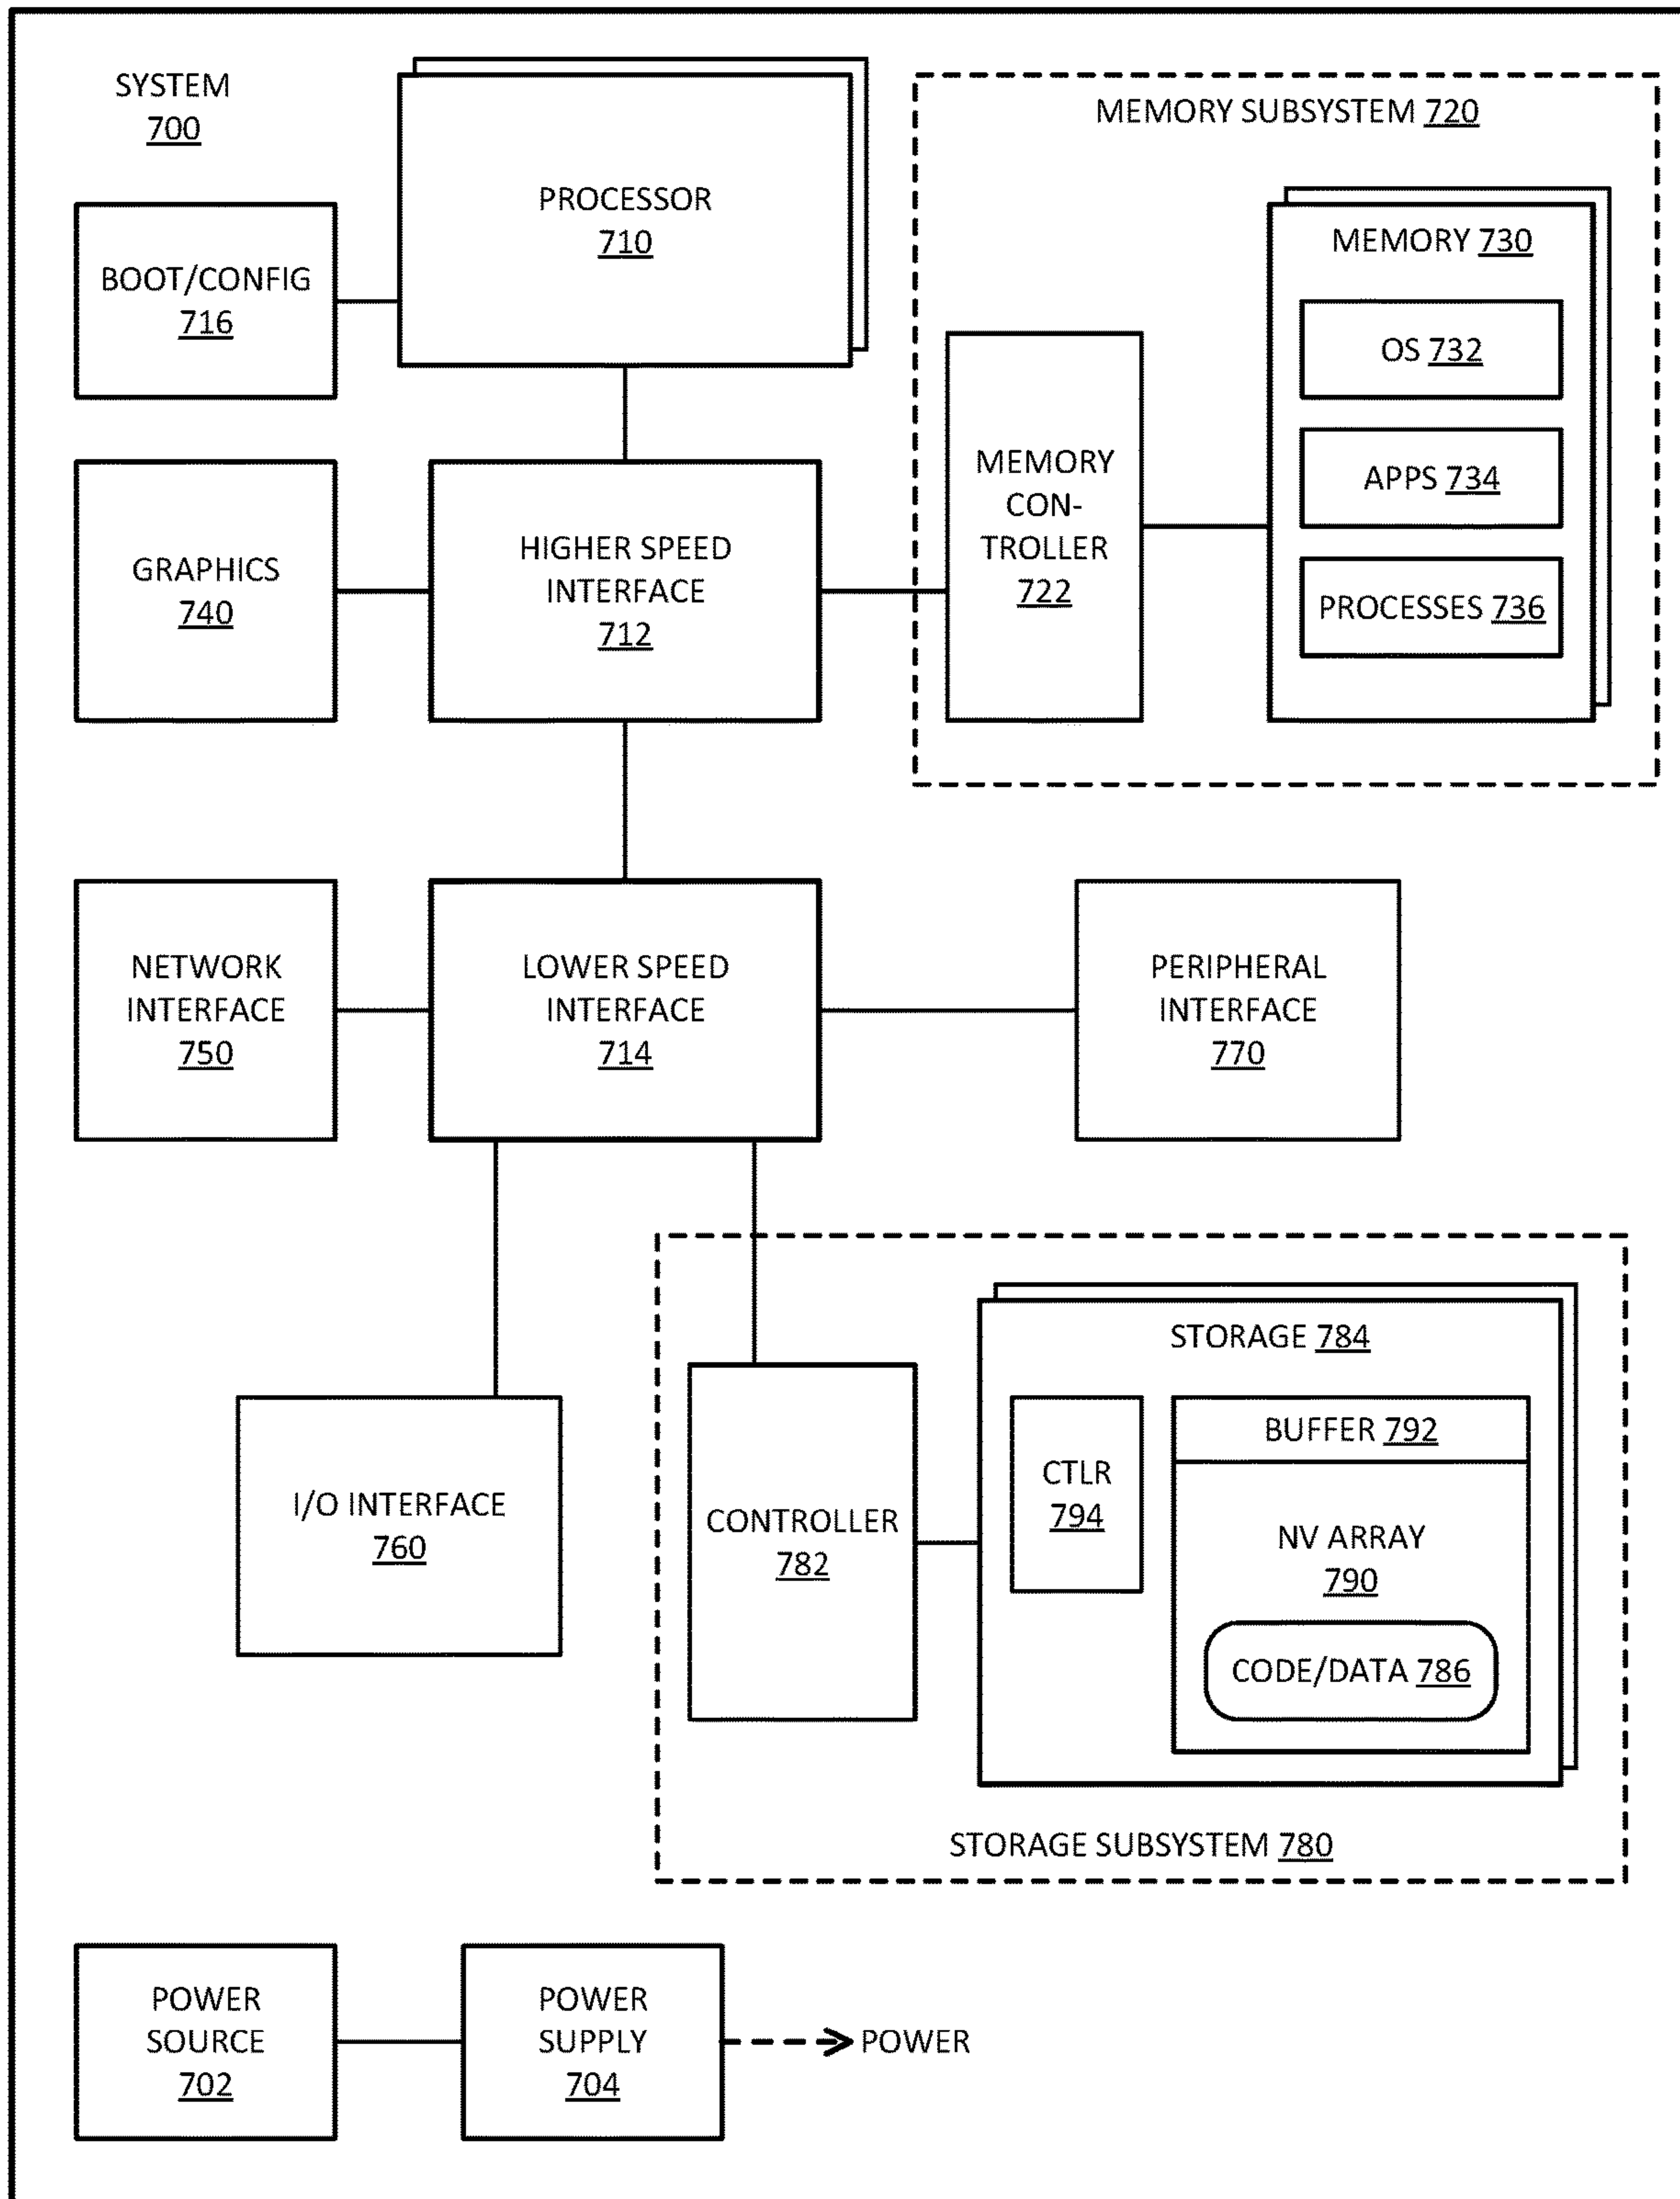 SYSTEM
700
PROCESSOR
710
BOOT/CONFIG
716
MEMORY SUBSYSTEM 720
MEMORY 730
OS 732
APPS 734
PROCESSES 736
MEMORY
CON-
TROLLER
722
GRAPHICS
740
HIGHER SPEED
INTERFACE
712
NETWORK
INTERFACE
750
LOWER SPEED
INTERFACE
714
PERIPHERAL
INTERFACE
770
I/O INTERFACE
760
CONTROLLER
782
STORAGE 784
CTLR
794
BUFFER 792
NV ARRAY
790
CODE/DATA 786
STORAGE SUBSYSTEM 780
POWER
SOURCE
702
POWER
SUPPLY
704
POWER